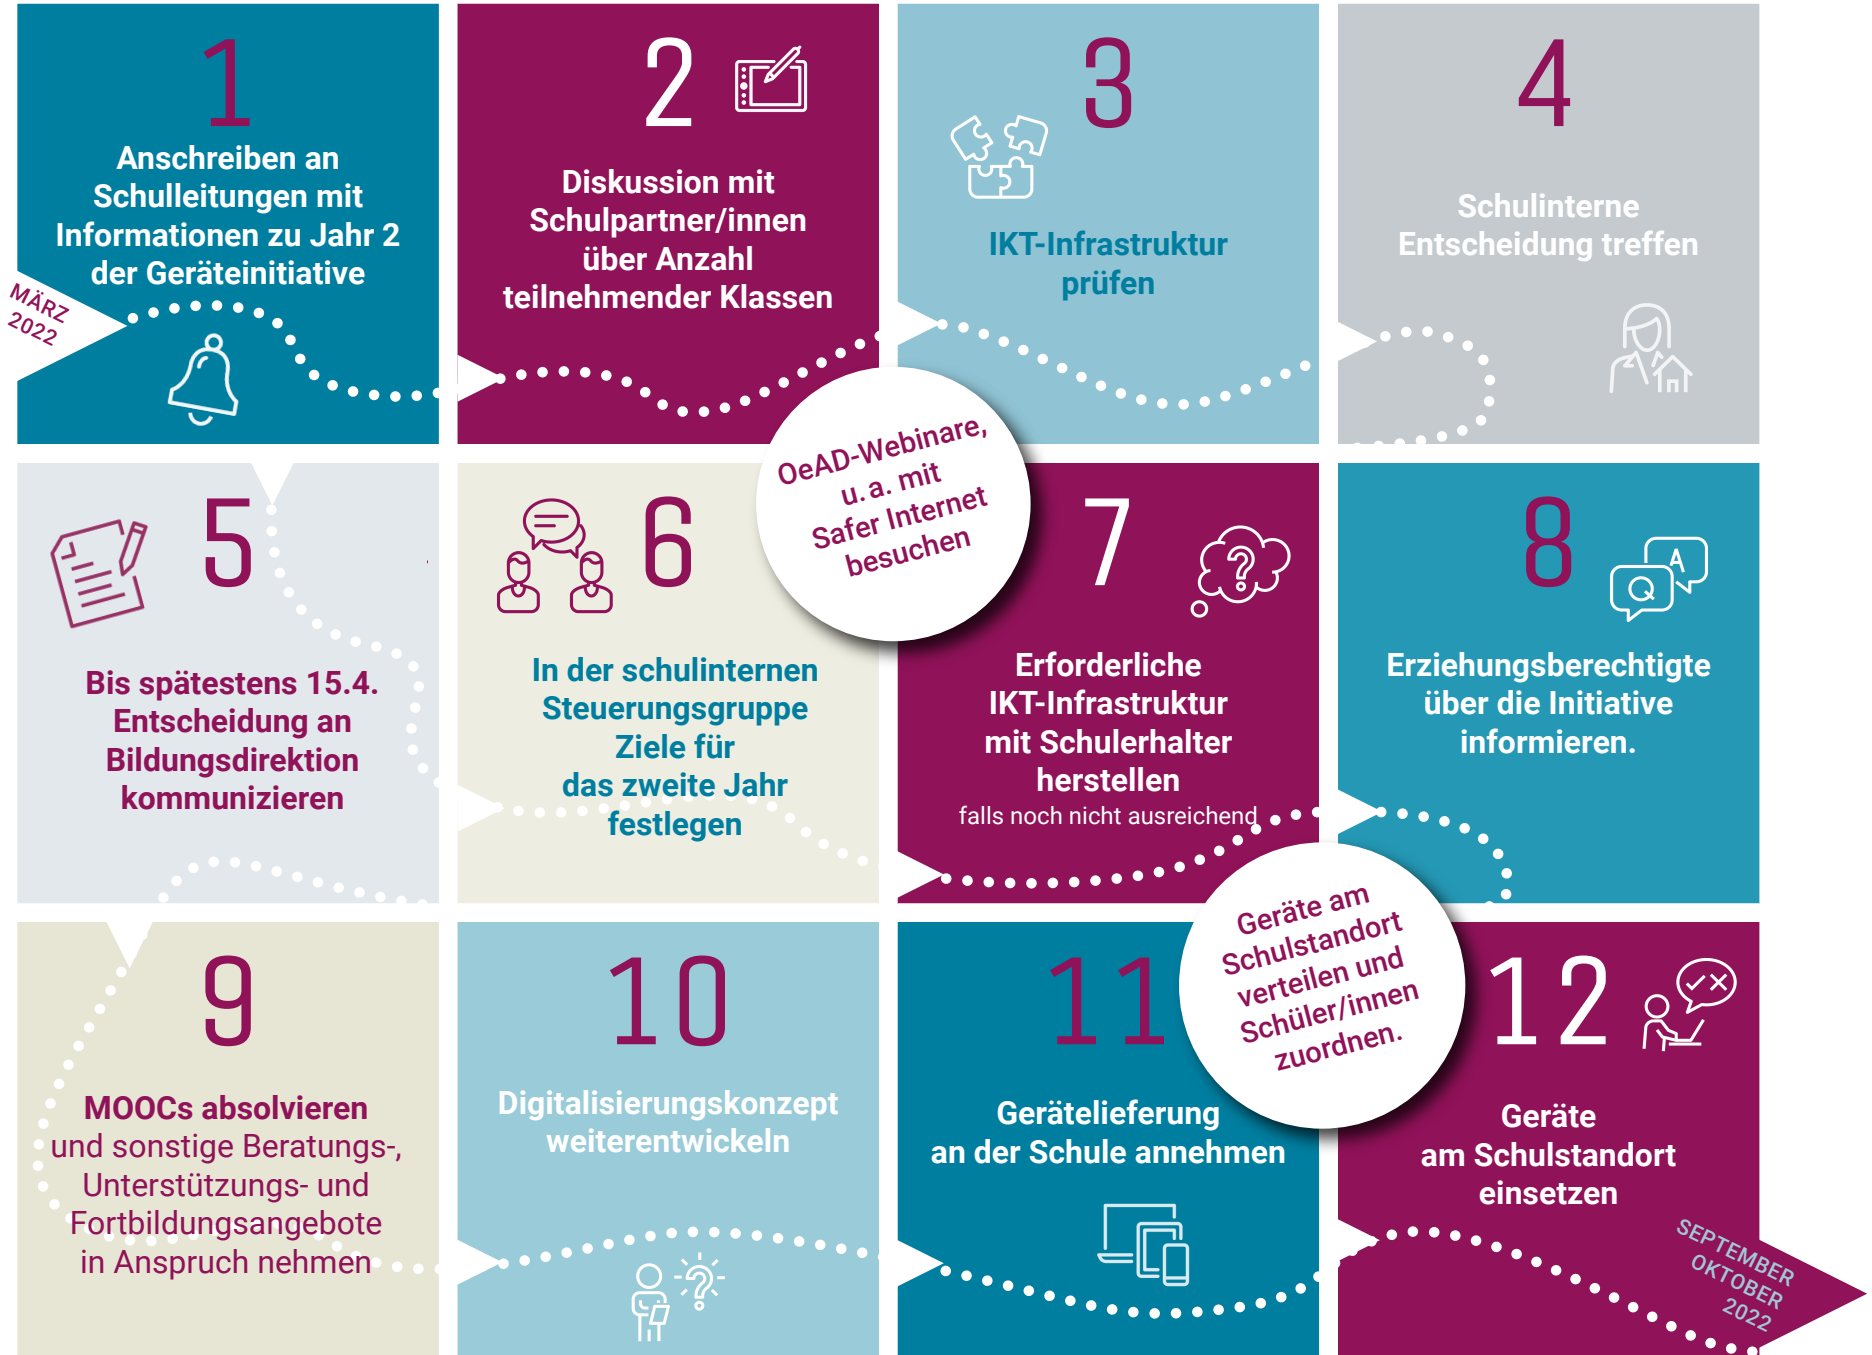 1
Anschreiben an
Schulleitungen mit
Informationen zu Jahr 2
der Geräteinitiative
MÄRZ
2022
2
Diskussion mit
Schulpartner/innen
über Anzahl
teilnehmender Klassen
3
IKT-Infrastruktur
prüfen
4
Schulinterne
Entscheidung treffen
OeAD-Webinare,
u. a. mit
Safer Internet
besuchen
5
Bis spätestens 15.4.
Entscheidung an
Bildungsdirektion
kommunizieren
6
In der schulinternen
Steuerungsgruppe
Ziele für
das zweite Jahr
festlegen
7
?
Erforderliche
IKT-Infrastruktur
mit Schulerhalter
herstellen
falls noch nicht ausreichend
8
Q
A
Erziehungsberechtigte
über die Initiative
informieren.
Geräte am
Schulstandort
verteilen und
Schüler/innen
zuordnen.
9
MOOCs absolvieren
und sonstige Beratungs-,
Unterstützungs- und
Fortbildungsangebote
in Anspruch nehmen
10
Digitalisierungskonzept
weiterentwickeln
?
11
Gerätelieferung
an der Schule annehmen
12
Geräte
am Schulstandort
einsetzen
SEPTEMBER
OKTOBER
2022